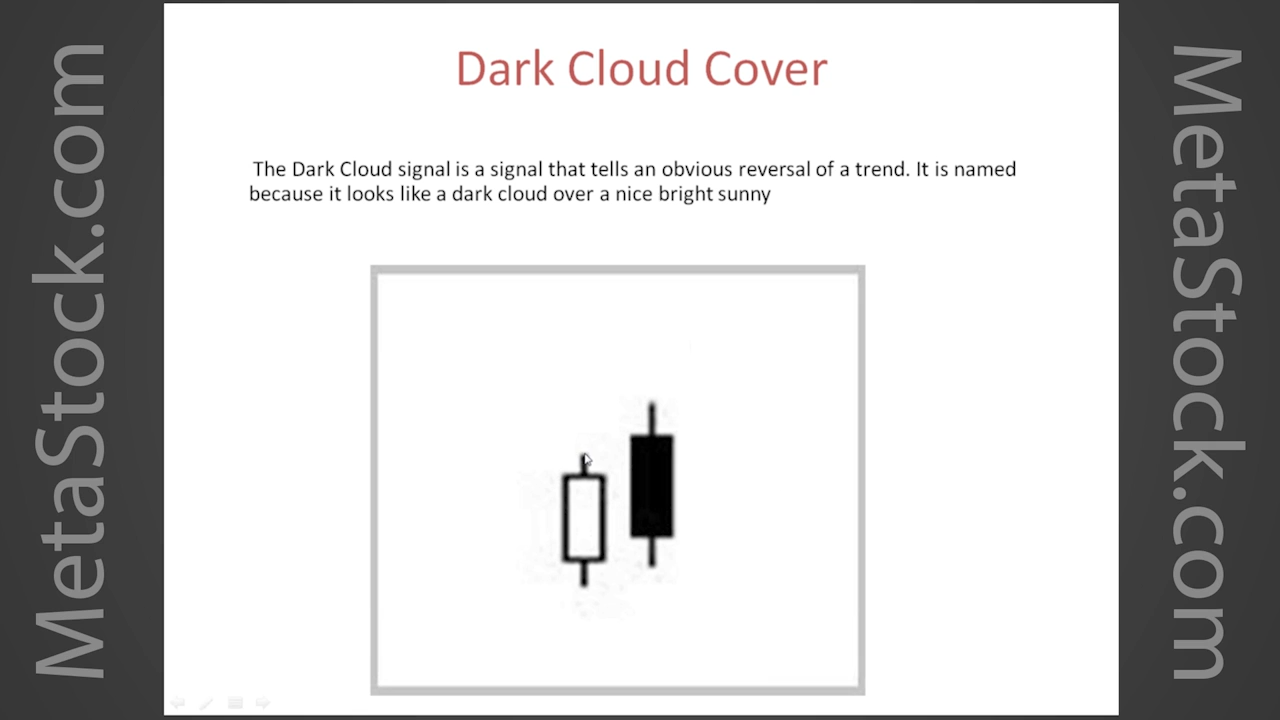 Dark Cloud Cover
The Dark Cloud signal is a signal that tells an obvious reversal of a trend. It is named
because it looks like a dark cloud over a nice bright sunny
MetaStock.com
MetaStock.com